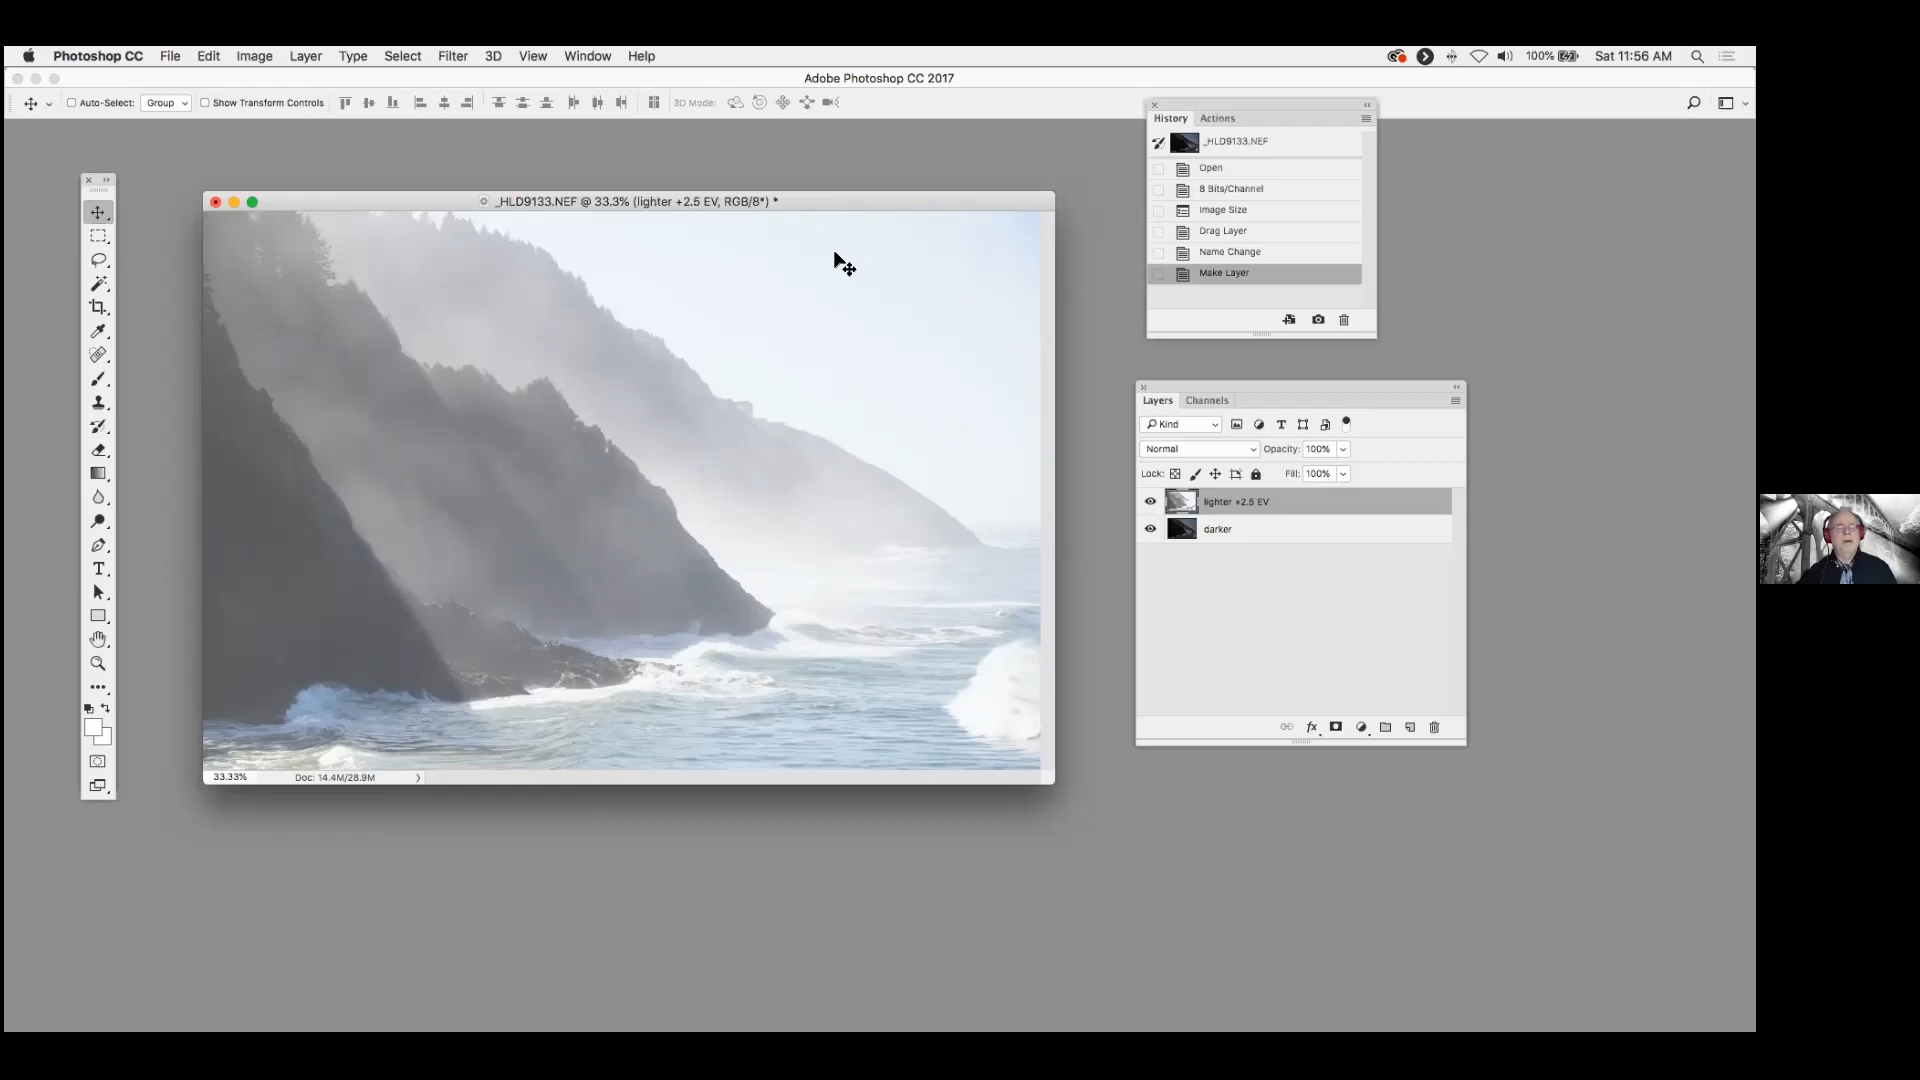 Photoshop CC File Edit Image Layer Type Select Filter 3D View Window Help 100% Sat 11:56 AM
Adobe Photoshop CC 2017
Auto-Select: Group Show Transform Controls 3D Mode:
History Actions
_HLD9133.NEF
Open
8 Bits/Channel
Image Size
Drag Layer
Name Change
Make Layer
_HLD9133.NEF @ 33.3% (lighter +2.5 EV, RGB/8*) *
33.33% Doc: 14.4M/28.9M
Layers Channels
Kind
Normal Opacity: 100%
Lock: Fill: 100%
lighter +2.5 EV
darker